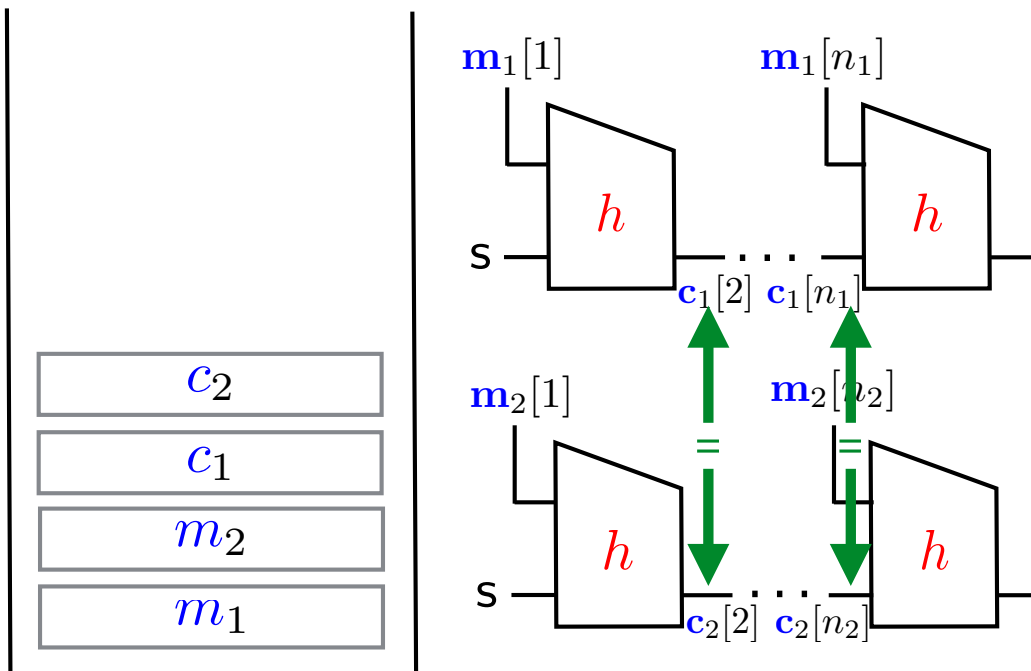 c₂
c₁
m₂
m₁
m₁[1] m₁[n₁]
h h
s ···
c₁[2] c₁[n₁]
m₂[1] m₂[n₂]
= =
h h
s ···
c₂[2] c₂[n₂]